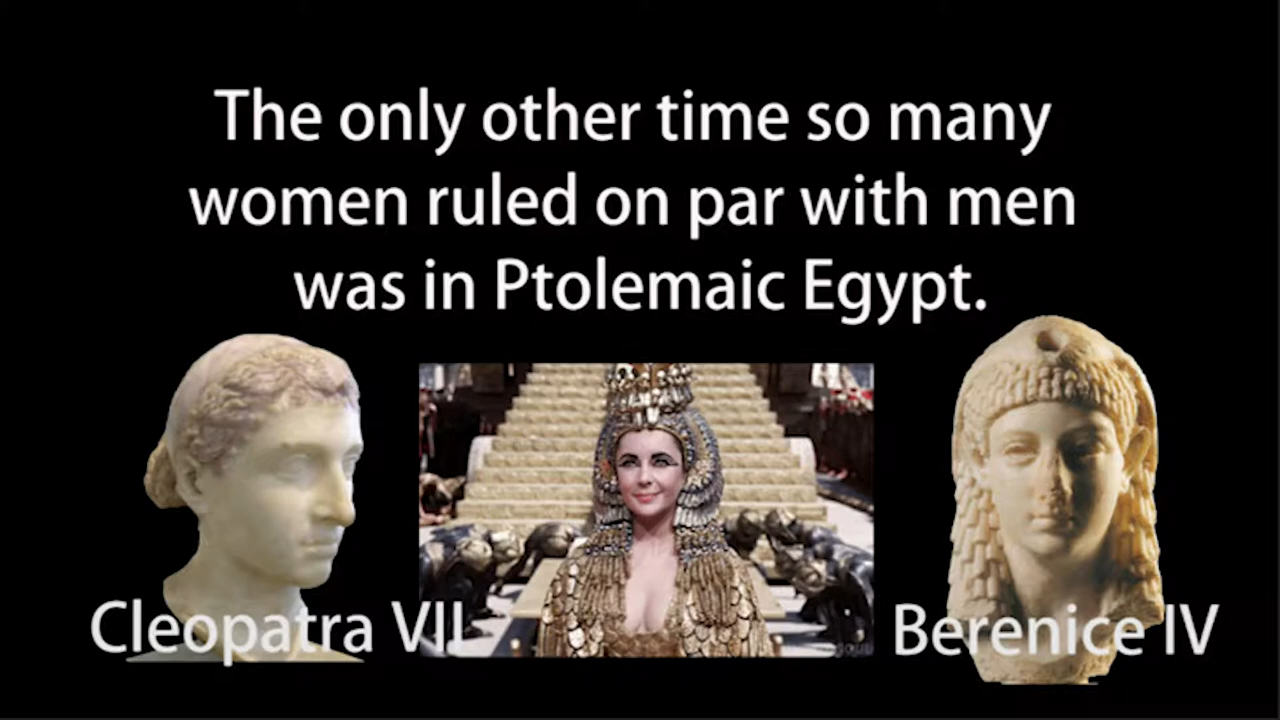 The only other time so many
women ruled on par with men
was in Ptolemaic Egypt.
Cleopatra VII
Berenice IV